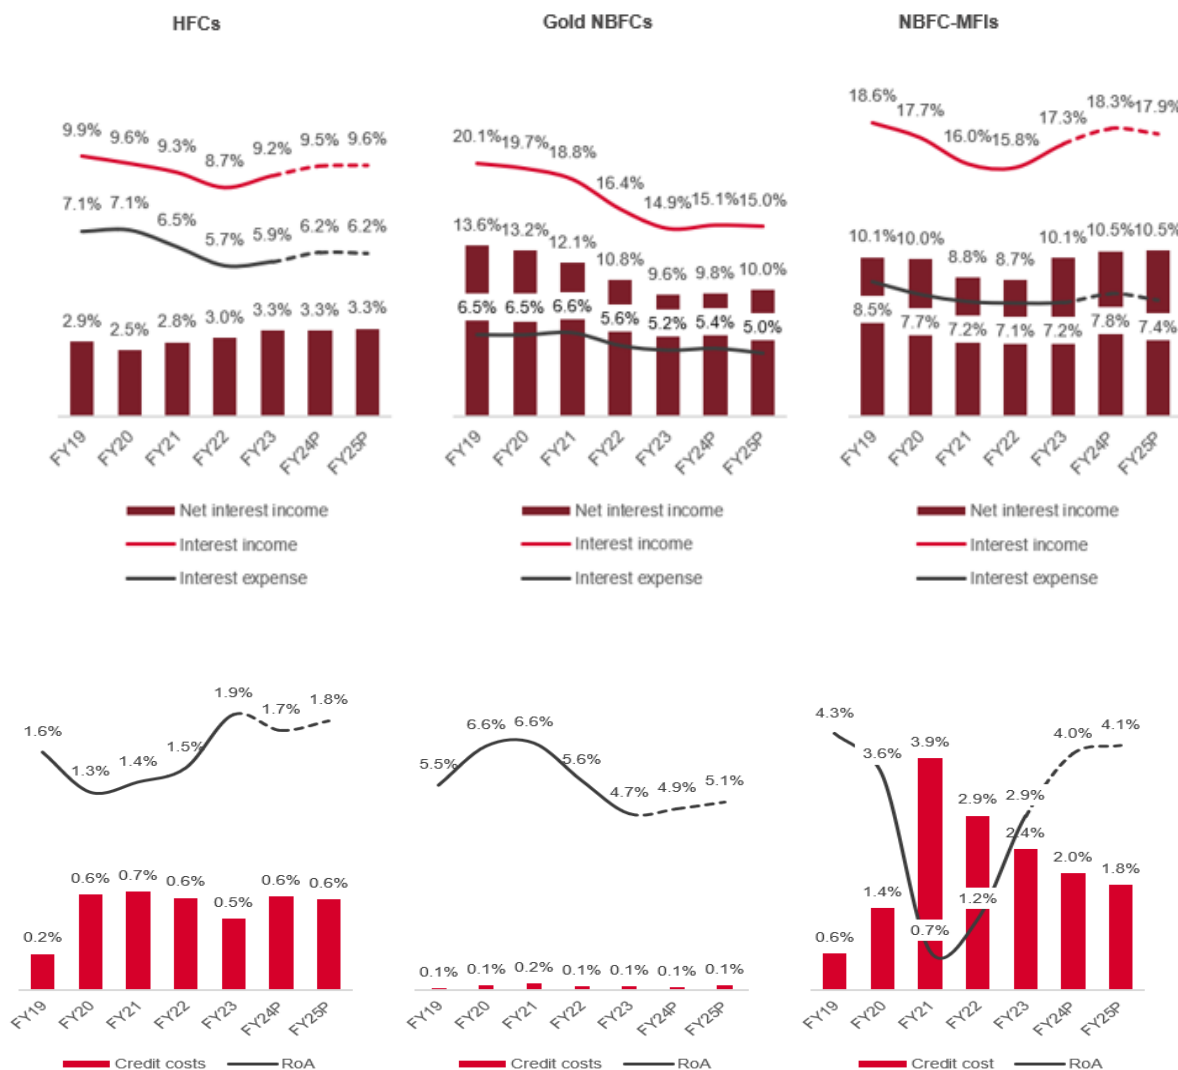 HFCs
9.9% 9.6% 9.3% 8.7% 9.2% 9.5% 9.6%
7.1% 7.1% 6.5% 5.7% 5.9% 6.2% 6.2%
2.9% 2.5% 2.8% 3.0% 3.3% 3.3% 3.3%
FY19 FY20 FY21 FY22 FY23 FY24P FY25P
Net interest income
Interest income
Interest expense
Gold NBFCs
20.1% 19.7% 18.8% 16.4% 14.9% 15.1% 15.0%
13.6% 13.2% 12.1% 10.8% 9.6% 9.8% 10.0%
6.5% 6.5% 6.6% 5.6% 5.2% 5.4% 5.0%
FY19 FY20 FY21 FY22 FY23 FY24P FY25P
Net interest income
Interest income
Interest expense
NBFC-MFIs
18.6% 17.7% 16.0% 15.8% 17.3% 18.3% 17.9%
10.1% 10.0% 8.8% 8.7% 10.1% 10.5% 10.5%
8.5% 7.7% 7.2% 7.1% 7.2% 7.8% 7.4%
FY19 FY20 FY21 FY22 FY23 FY24P FY25P
Net interest income
Interest income
Interest expense
1.6% 1.3% 1.4% 1.5% 1.9% 1.7% 1.8%
0.2% 0.6% 0.7% 0.6% 0.5% 0.6% 0.6%
FY19 FY20 FY21 FY22 FY23 FY24P FY25P
Credit costs RoA
5.5% 6.6% 6.6% 5.6% 4.7% 4.9% 5.1%
0.1% 0.1% 0.2% 0.1% 0.1% 0.1% 0.1%
FY19 FY20 FY21 FY22 FY23 FY24P FY25P
Credit costs RoA
4.3% 3.6% 0.7% 1.2% 2.9% 4.0% 4.1%
0.6% 1.4% 3.9% 2.9% 2.4% 2.0% 1.8%
FY19 FY20 FY21 FY22 FY23 FY24P FY25P
Credit cost RoA